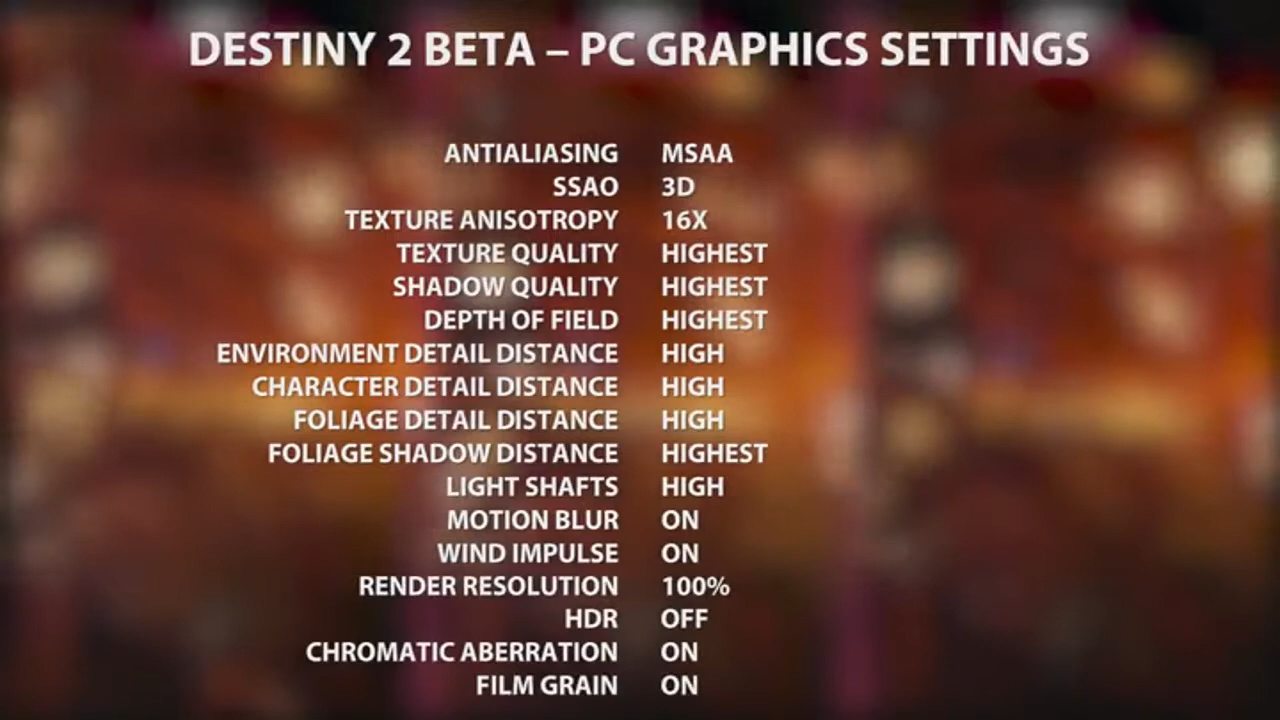 DESTINY 2 BETA – PC GRAPHICS SETTINGS
ANTIALIASING MSAA
SSAO 3D
TEXTURE ANISOTROPY 16X
TEXTURE QUALITY HIGHEST
SHADOW QUALITY HIGHEST
DEPTH OF FIELD HIGHEST
ENVIRONMENT DETAIL DISTANCE HIGH
CHARACTER DETAIL DISTANCE HIGH
FOLIAGE DETAIL DISTANCE HIGH
FOLIAGE SHADOW DISTANCE HIGHEST
LIGHT SHAFTS HIGH
MOTION BLUR ON
WIND IMPULSE ON
RENDER RESOLUTION 100%
HDR OFF
CHROMATIC ABERRATION ON
FILM GRAIN ON